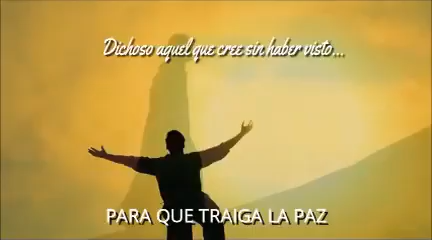 Dichoso aquel que cree sin haber visto...
PARA QUE TRAIGA LA PAZ